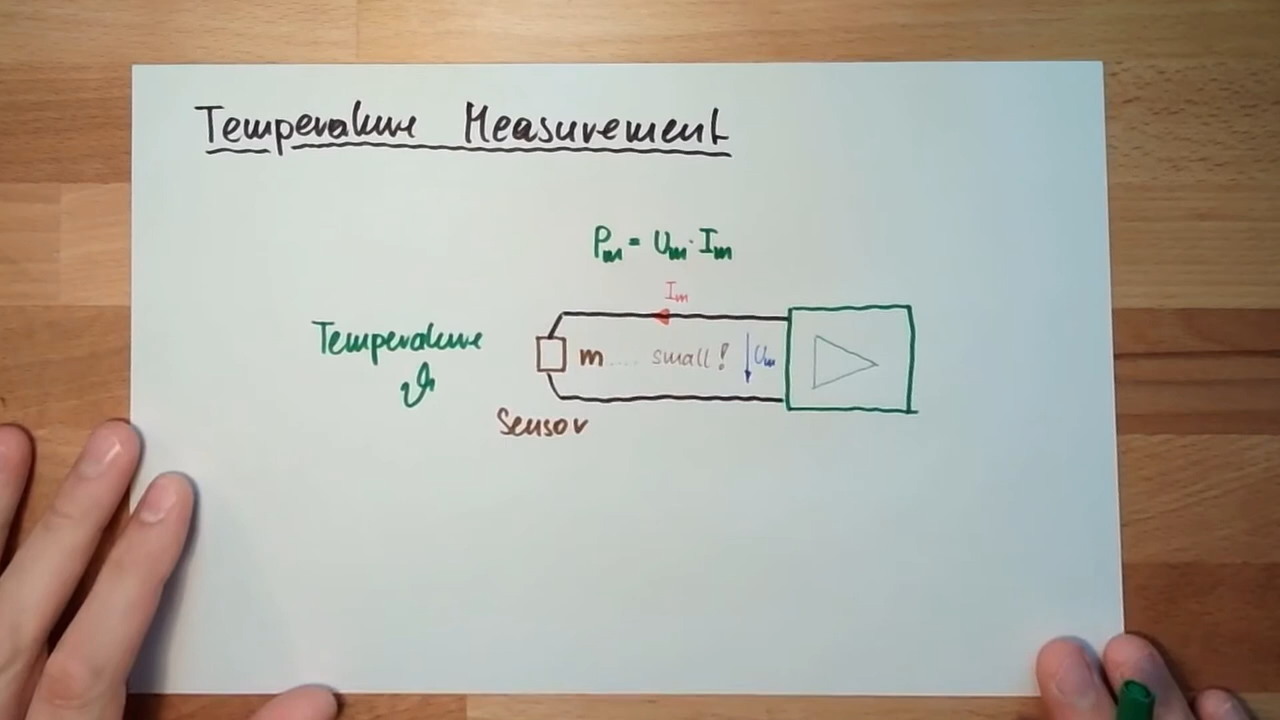 Temperature Measurement
Pm = Um · Im
Im
Temperature
ϑ
m .... small!
Um
Sensor